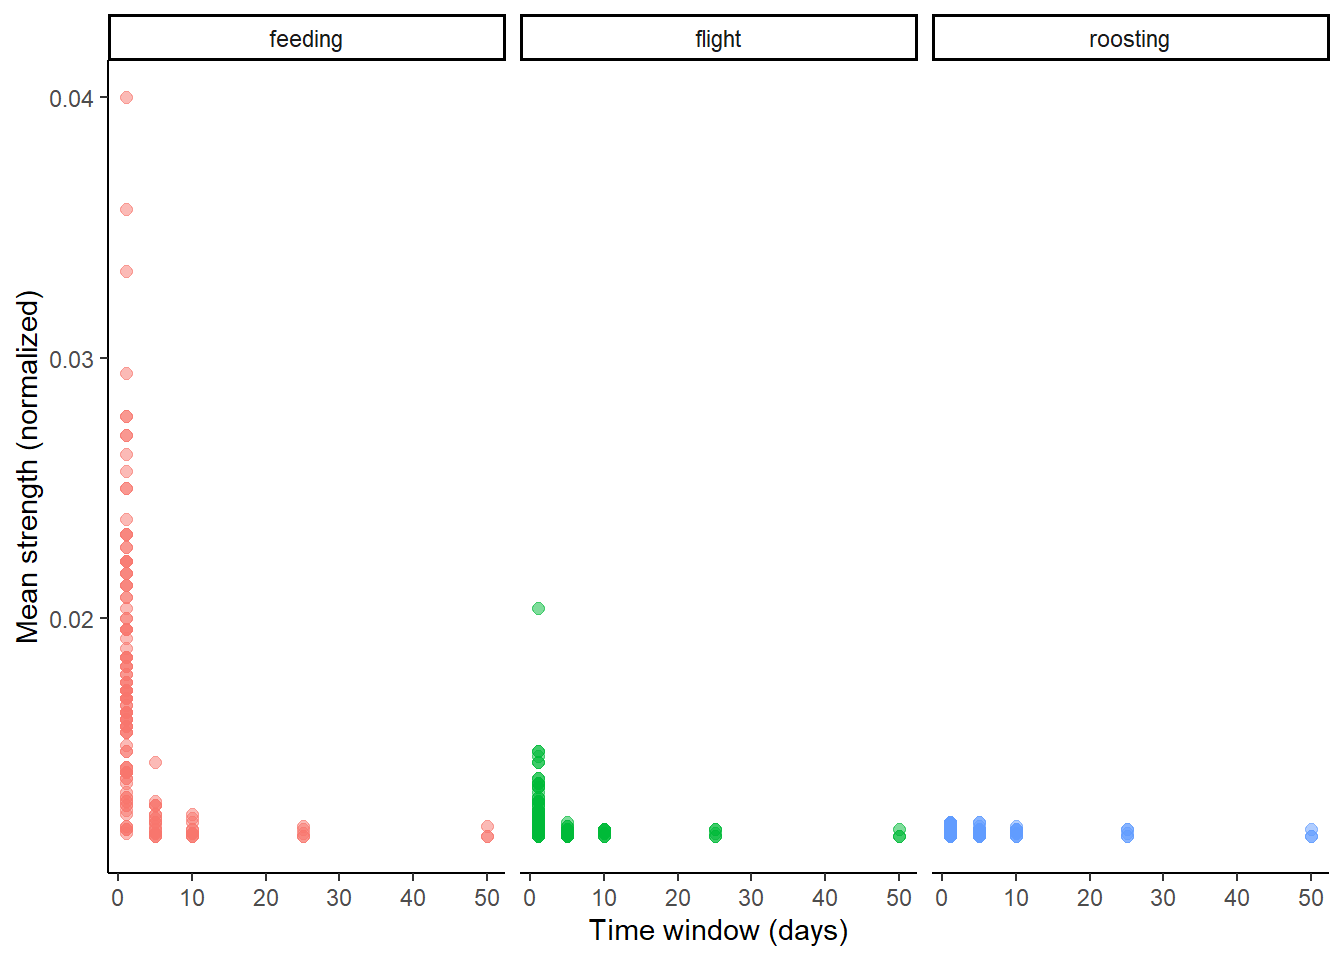 feeding flight roosting
0.04
0.03
0.02
0 10 20 30 40 50 0 10 20 30 40 50 0 10 20 30 40 50
Time window (days)
Mean strength (normalized)